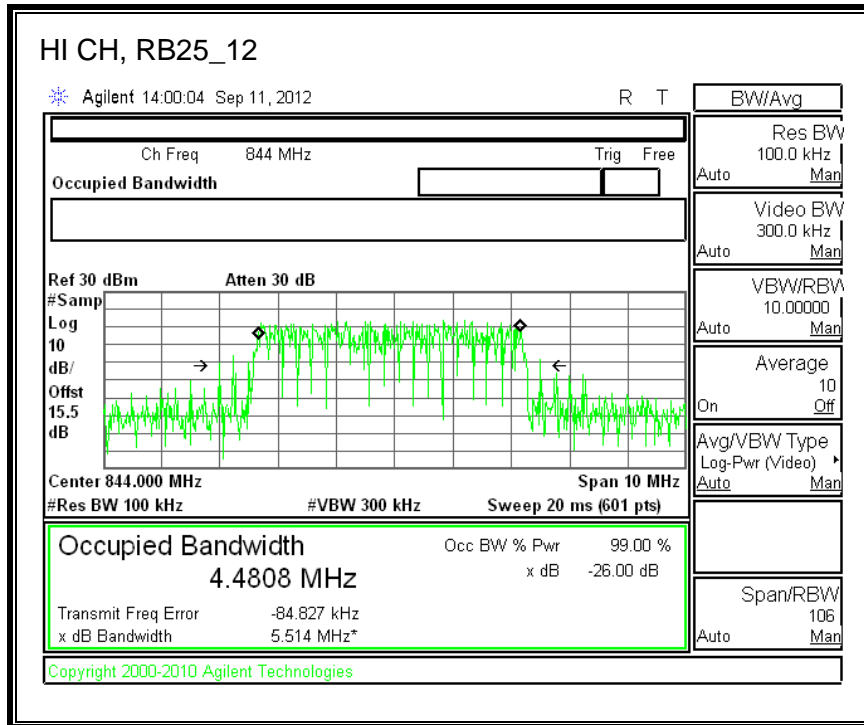 HI CH, RB25_12
Agilent 14:00:04 Sep 11, 2012 R T
Ch Freq 844 MHz Trig Free
Occupied Bandwidth
Ref 30 dBm Atten 30 dB
#Samp
Log
10
dB/
Offst
15.5
dB
Center 844.000 MHz Span 10 MHz
#Res BW 100 kHz #VBW 300 kHz Sweep 20 ms (601 pts)
Occupied Bandwidth Occ BW % Pwr 99.00 %
4.4808 MHz x dB -26.00 dB
Transmit Freq Error -84.827 kHz
x dB Bandwidth 5.514 MHz*
Copyright 2000-2010 Agilent Technologies
BW/Avg
Res BW
100.0 kHz
Auto Man
Video BW
300.0 kHz
Auto Man
VBW/RBW
10.00000
Auto Man
Average
10
On Off
Avg/VBW Type
Log-Pwr (Video)
Auto Man
Span/RBW
106
Auto Man